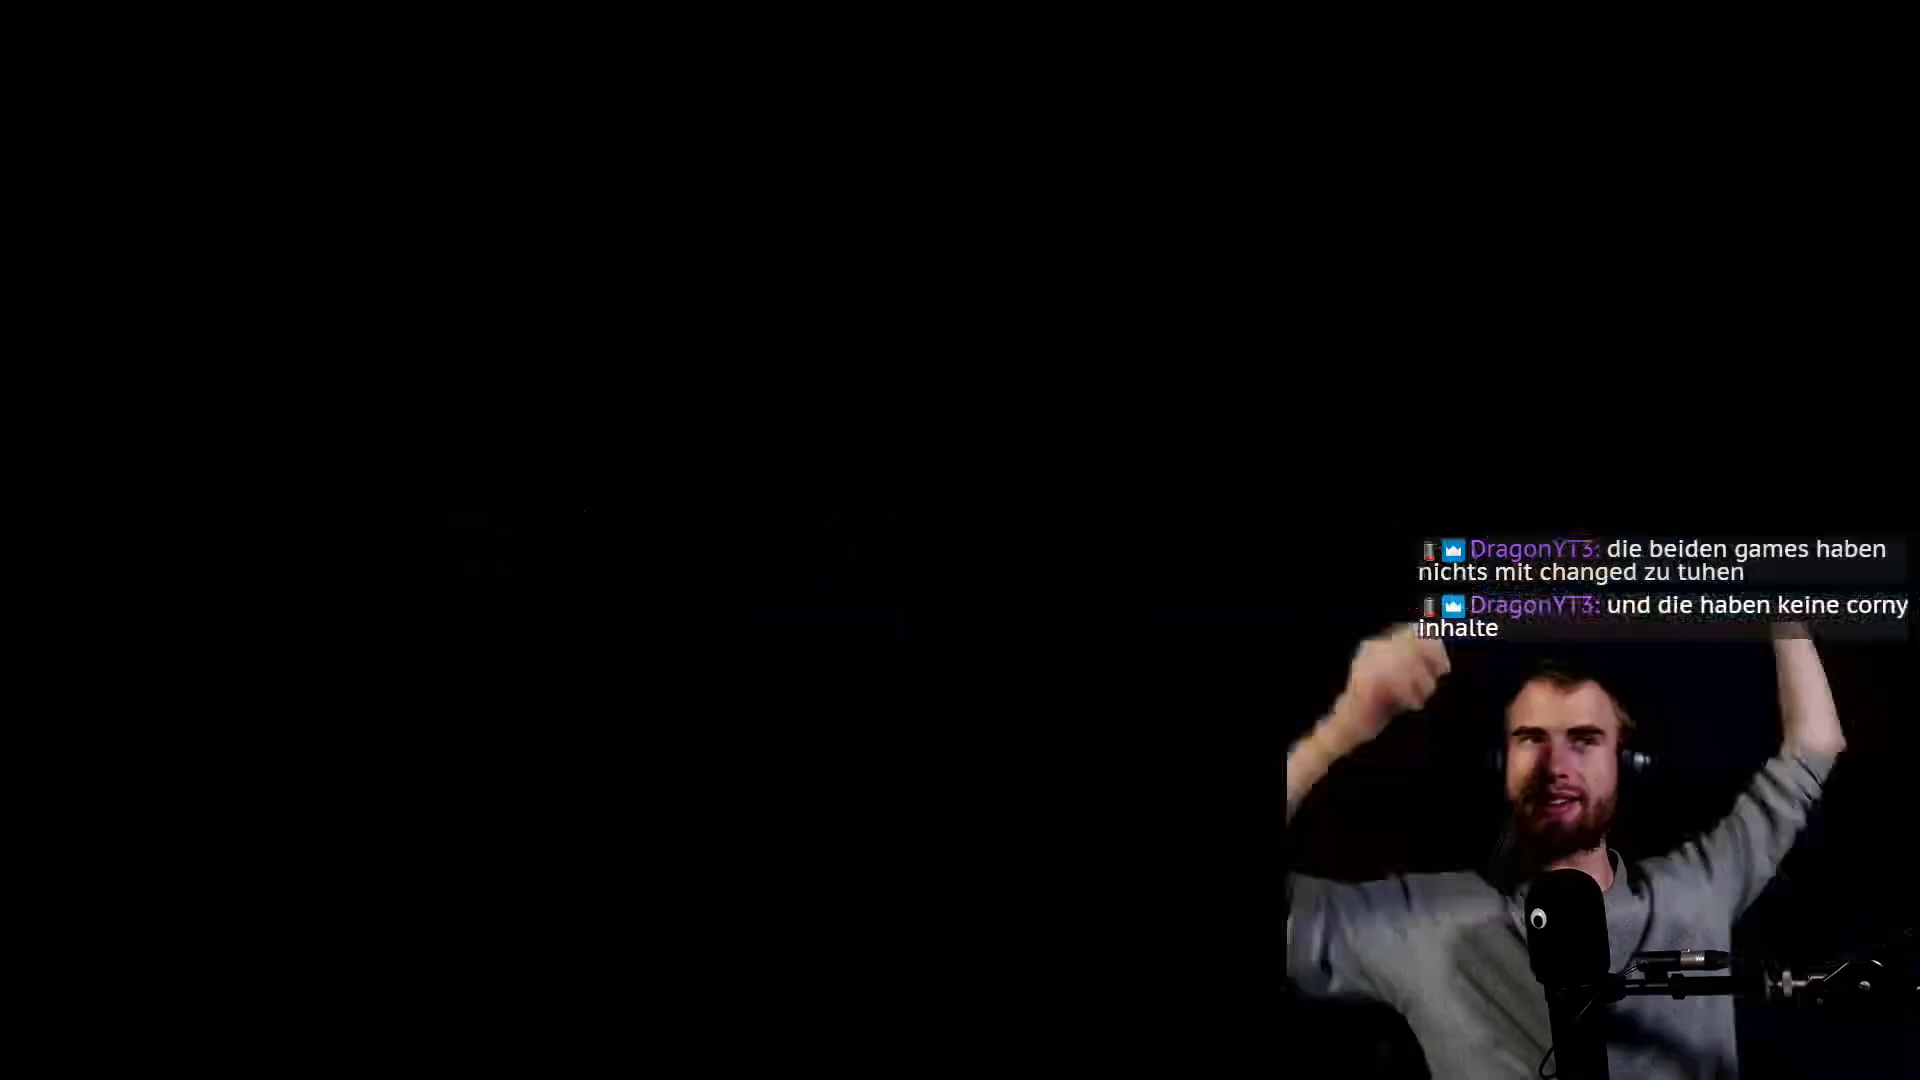 DragonYT3: die beiden games haben
nichts mit changed zu tuhen
DragonYT3: und die haben keine corny
inhalte